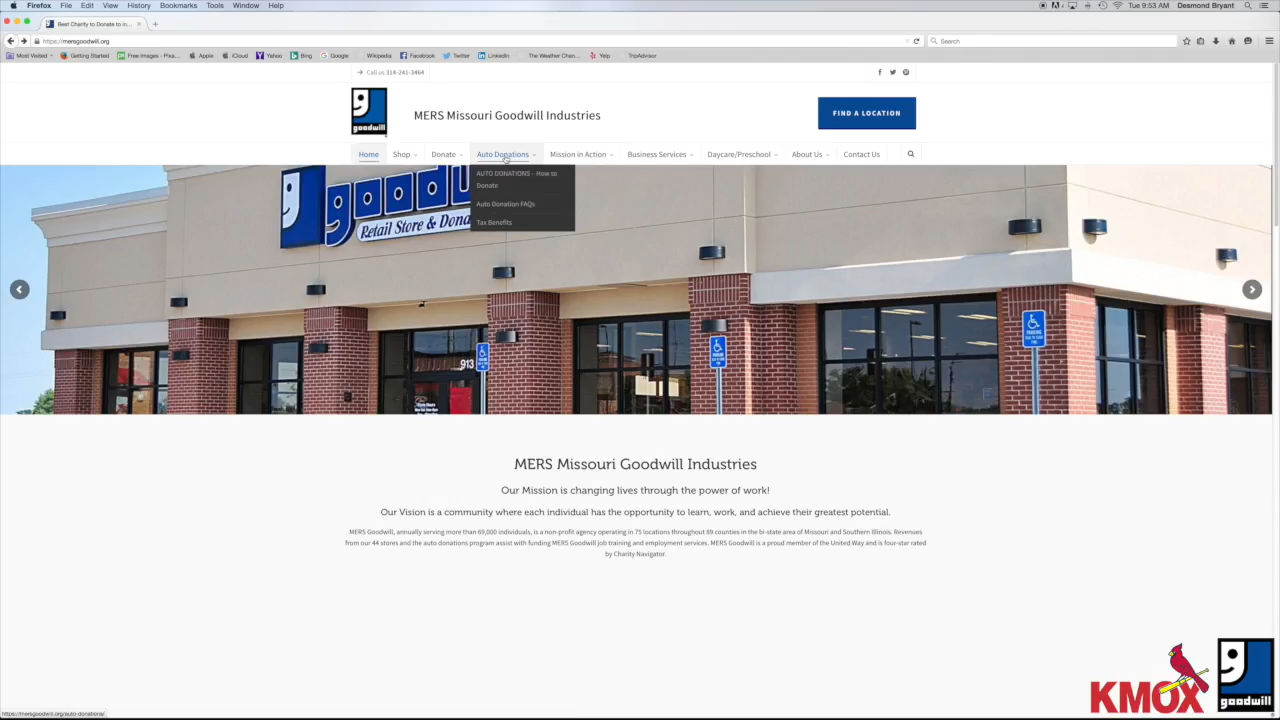 Firefox File Edit View History Bookmarks Tools Window Help Tue 9:53 AM Desmond Bryant
Best Charity to Donate to in...
https://mersgoodwill.org Search
Most Visited Getting Started Free Images - Pixa... Apple iCloud Yahoo Bing Google Wikipedia Facebook Twitter LinkedIn The Weather Chan... Yelp TripAdvisor
Call us 314-241-3464
goodwill
MERS Missouri Goodwill Industries
FIND A LOCATION
Home Shop Donate Auto Donations Mission in Action Business Services Daycare/Preschool About Us Contact Us
AUTO DONATIONS – How to
Donate
Auto Donation FAQs
Tax Benefits
goodwill
Retail Store & Dona
913
PARKING
MERS Missouri Goodwill Industries
Our Mission is changing lives through the power of work!
Our Vision is a community where each individual has the opportunity to learn, work, and achieve their greatest potential.
MERS Goodwill, annually serving more than 69,000 individuals, is a non-profit agency operating in 75 locations throughout 89 counties in the bi-state area of Missouri and Southern Illinois. Revenues
from our 44 stores and the auto donations program assist with funding MERS Goodwill job training and employment services. MERS Goodwill is a proud member of the United Way and is four-star rated
by Charity Navigator.
KMOX
goodwill
https://mersgoodwill.org/auto-donations/